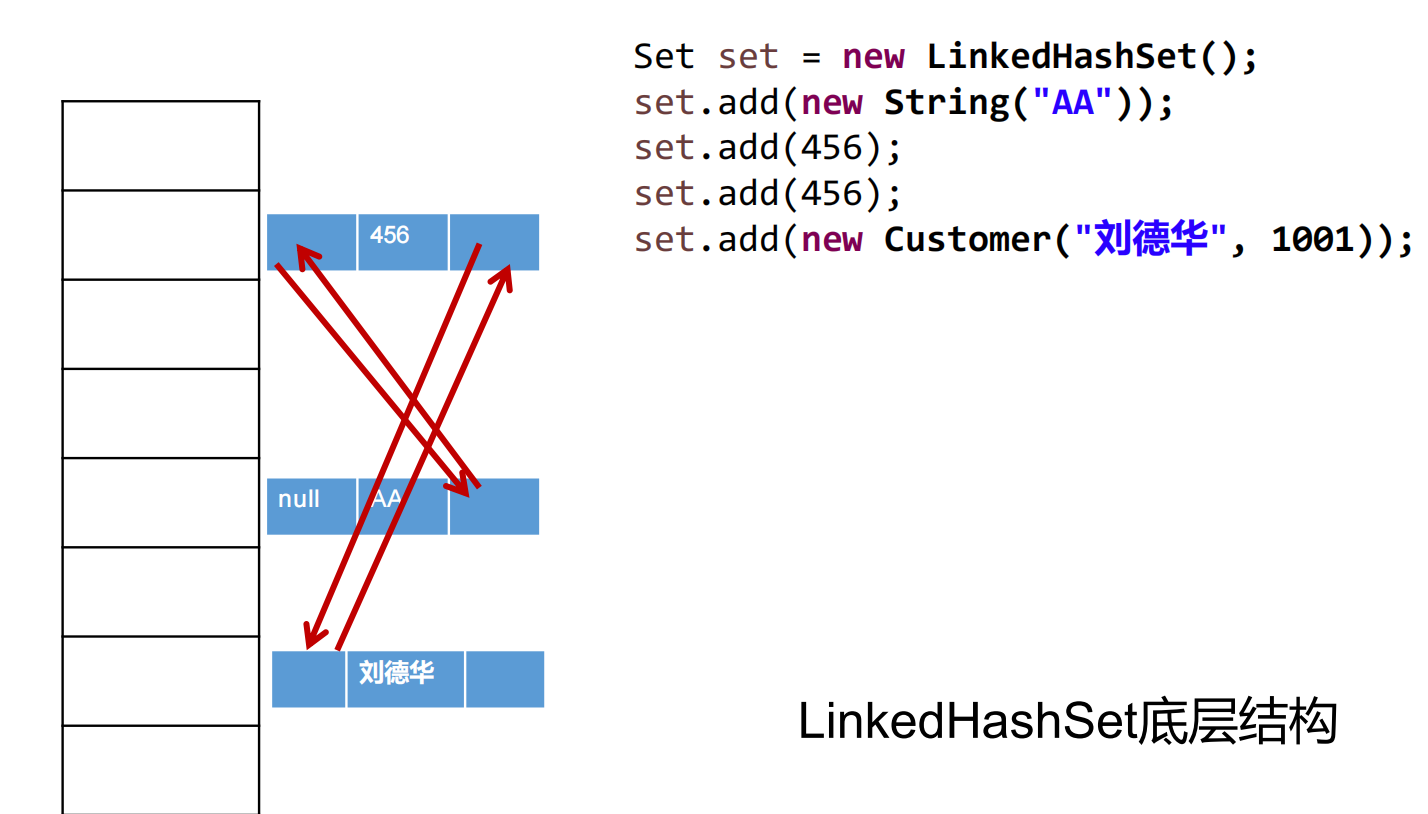 Set set = new LinkedHashSet();
set.add(new String("AA"));
set.add(456);
set.add(456);
set.add(new Customer("刘德华", 1001));
456
null AA
刘德华
LinkedHashSet底层结构